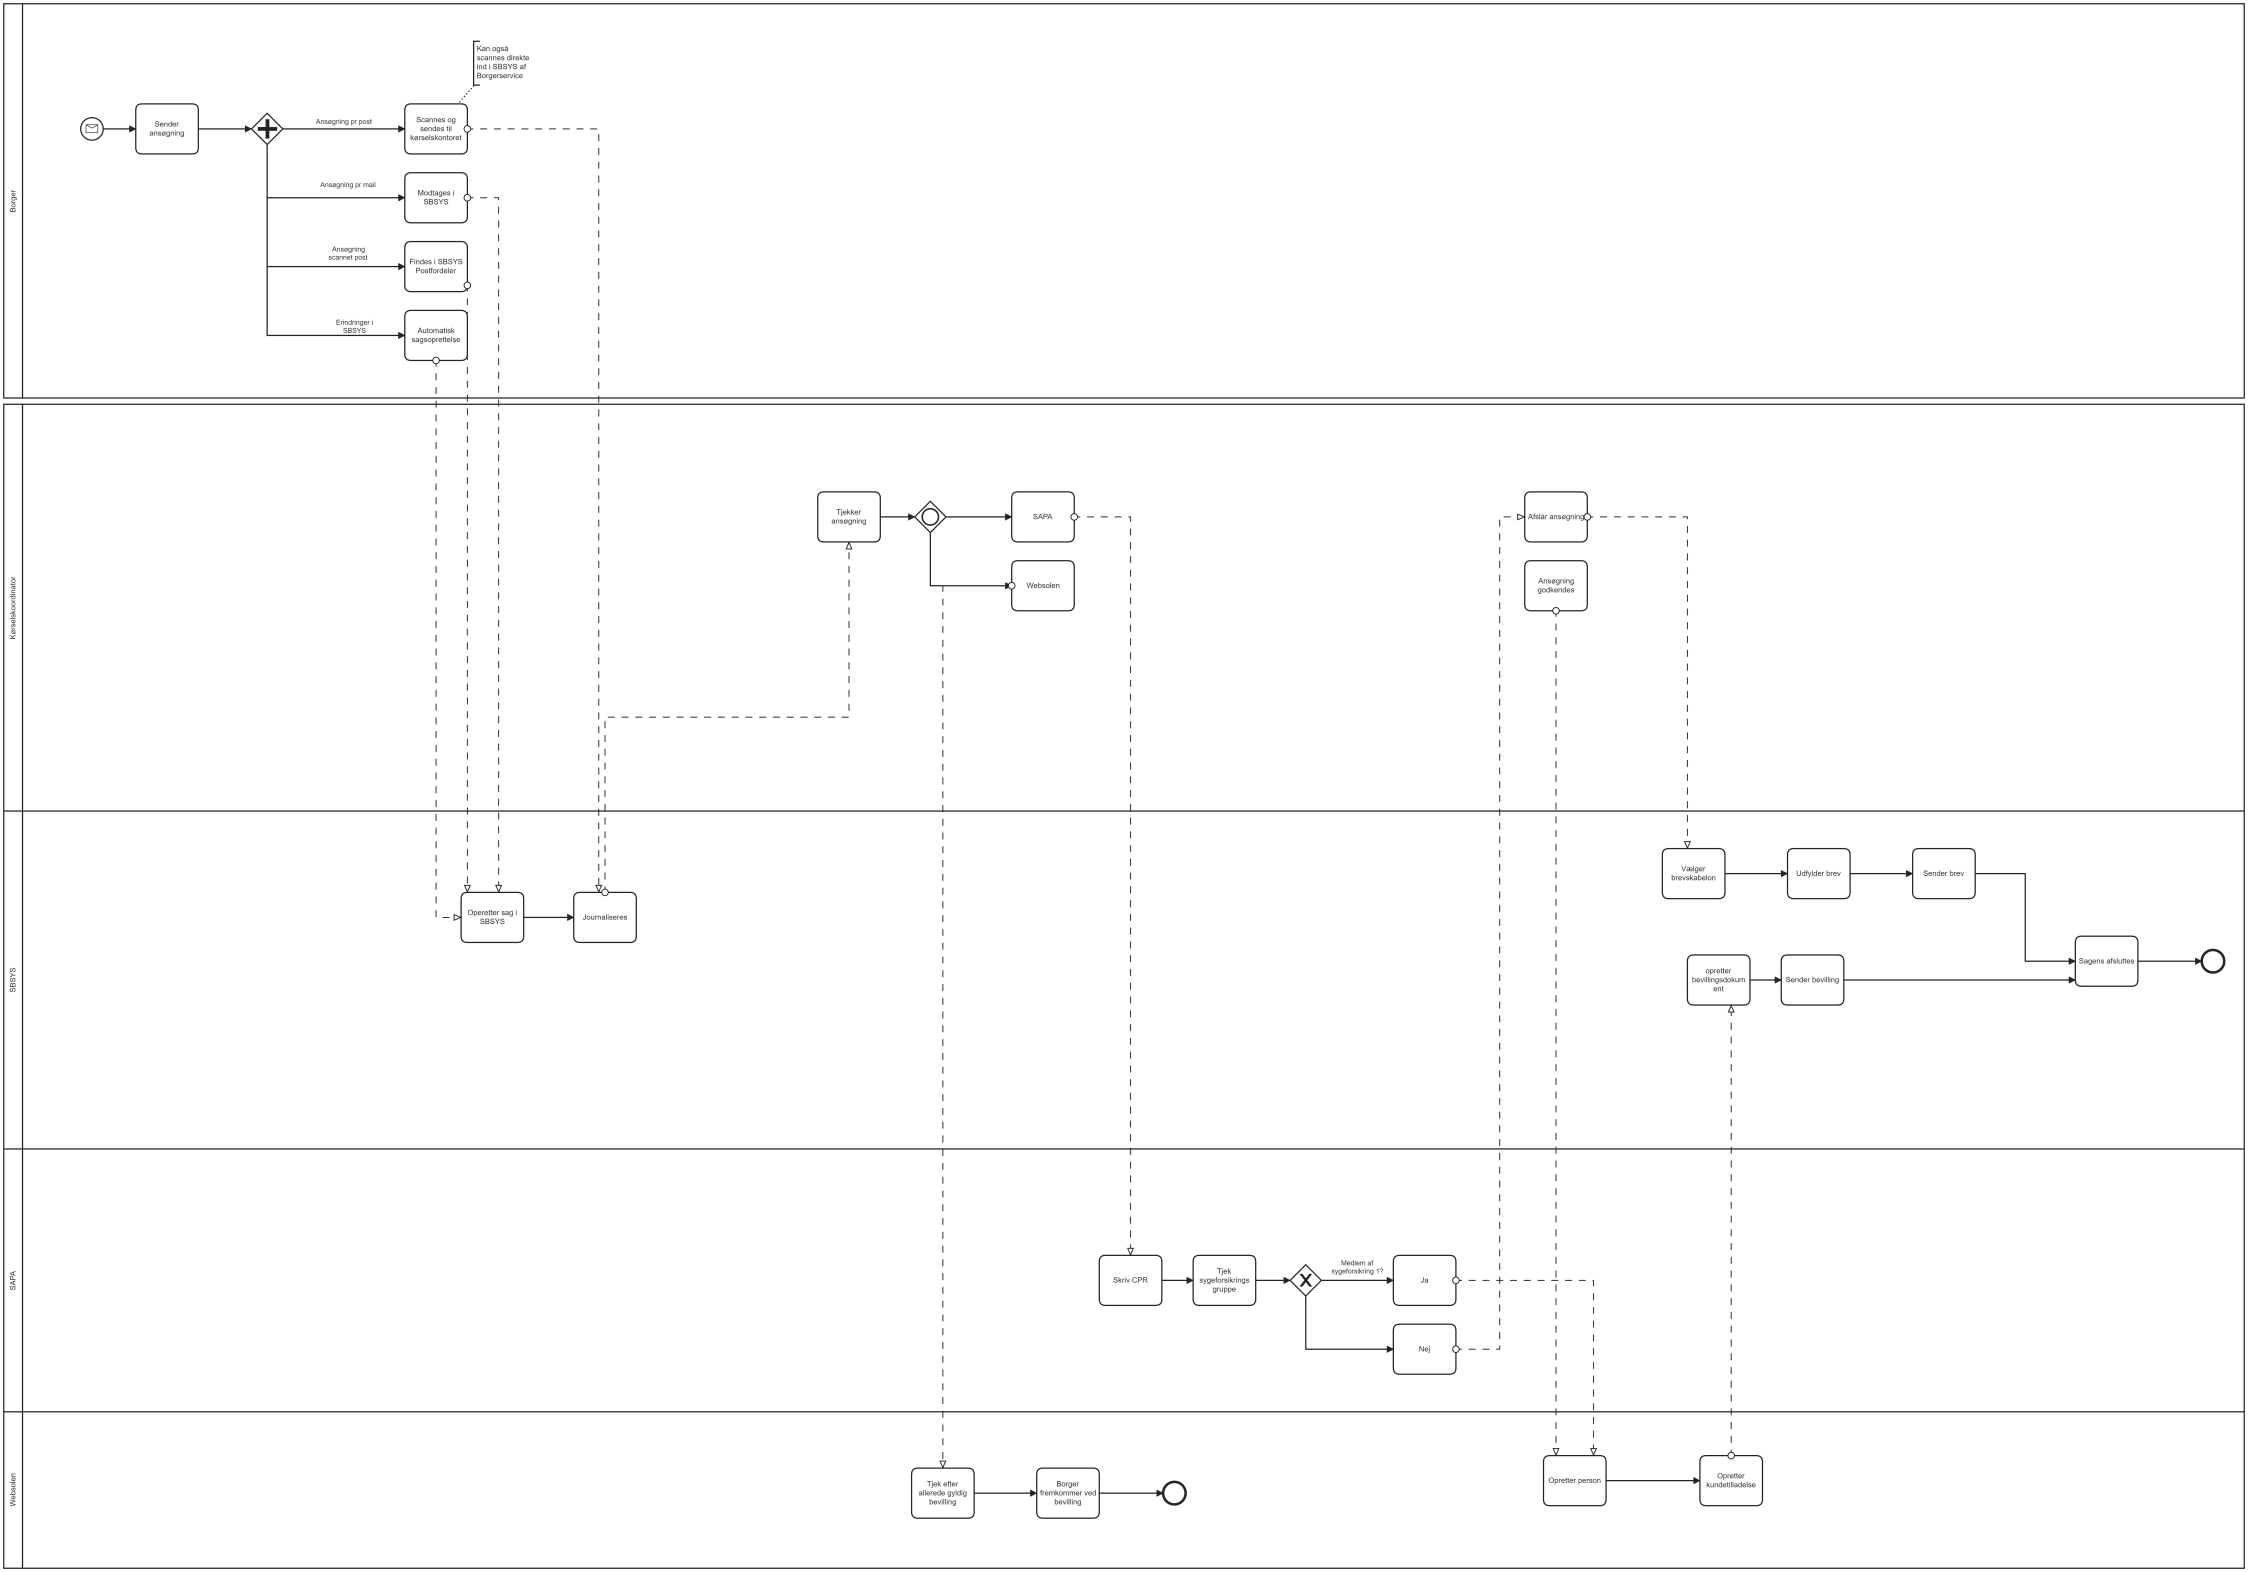 Borger
Kan også
scannes direkte
ind i SBSYS af
Borgerservice
Sender
ansøgning
Ansøgning pr post
Scannes og
sendes til
kørselskontoret
Ansøgning pr mail
Modtages i
SBSYS
Ansøgning
scannet post
Findes i SBSYS
Postfordeler
Erindringer i
SBSYS
Automatisk
sagsoprettelse
Kørselskoordinator
Tjekker
ansøgning
SAPA
Websolen
Afslår ansøgning
Ansøgning
godkendes
SBSYS
Operetter sag i
SBSYS
Journaliseres
Vælger
brevskabelon
Udfylder brev
Sender brev
opretter
bevillingsdokum
ent
Sender bevilling
Sagens afsluttes
SAPA
Skriv CPR
Tjek
sygeforsikrings
gruppe
Medlem af
sygeforsikring 1?
Ja
Nej
Websolen
Tjek efter
allerede gyldig
bevilling
Borger
fremkommer ved
bevilling
Opretter person
Opretter
kundetilladelse